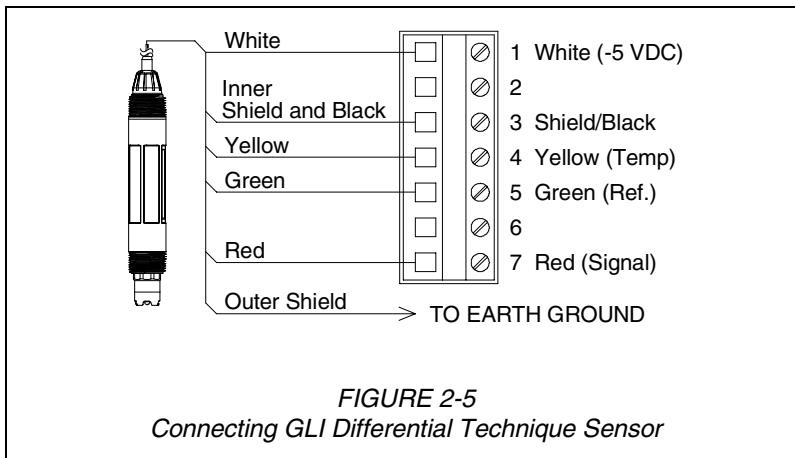 White
1 White (-5 VDC)
2
Inner
Shield and Black
3 Shield/Black
Yellow
4 Yellow (Temp)
Green
5 Green (Ref.)
6
Red
7 Red (Signal)
Outer Shield
TO EARTH GROUND
FIGURE 2-5
Connecting GLI Differential Technique Sensor